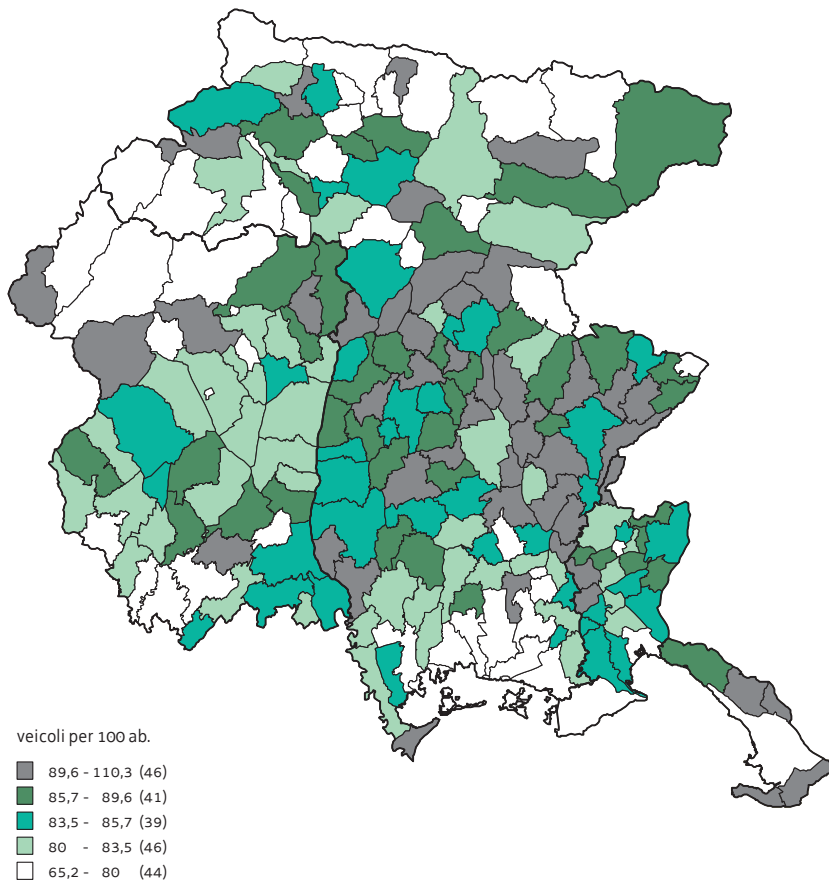 veicoli per 100 ab.
89,6 - 110,3 (46)
85,7 - 89,6 (41)
83,5 - 85,7 (39)
80 - 83,5 (46)
65,2 - 80 (44)